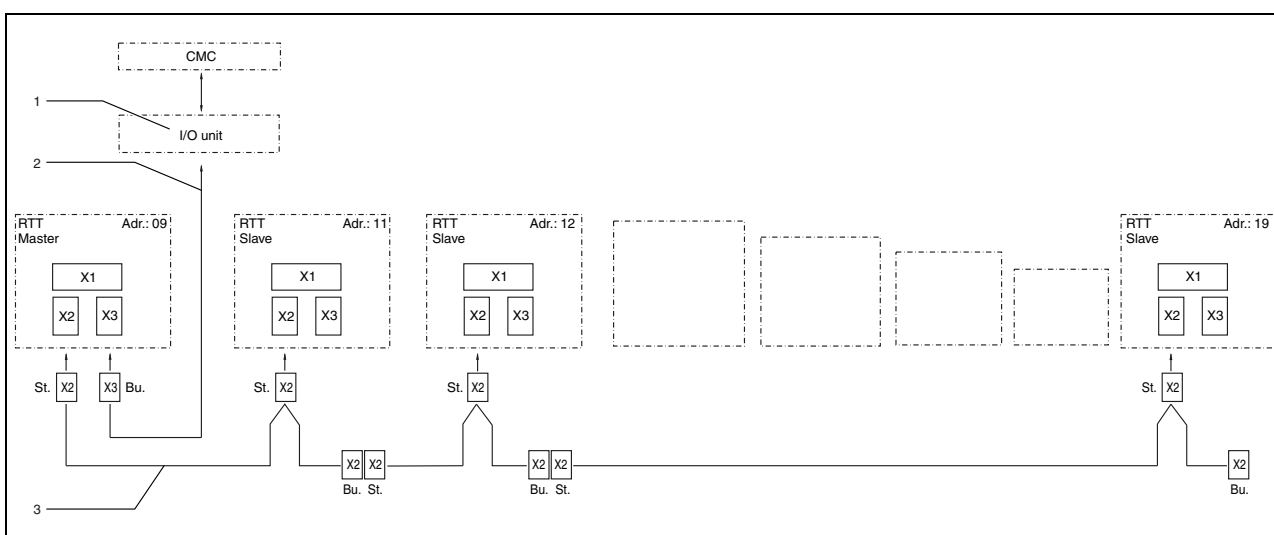 CMC
1
I/O unit
2
RTT Master Adr.: 09
RTT Slave Adr.: 11
RTT Slave Adr.: 12
RTT Slave Adr.: 19
X1
X1
X1
X1
X2 X3
X2 X3
X2 X3
X2 X3
St. X2
X3 Bu.
St. X2
St. X2
St. X2
X2 X2
X2 X2
X2
Bu. St.
Bu. St.
Bu.
3